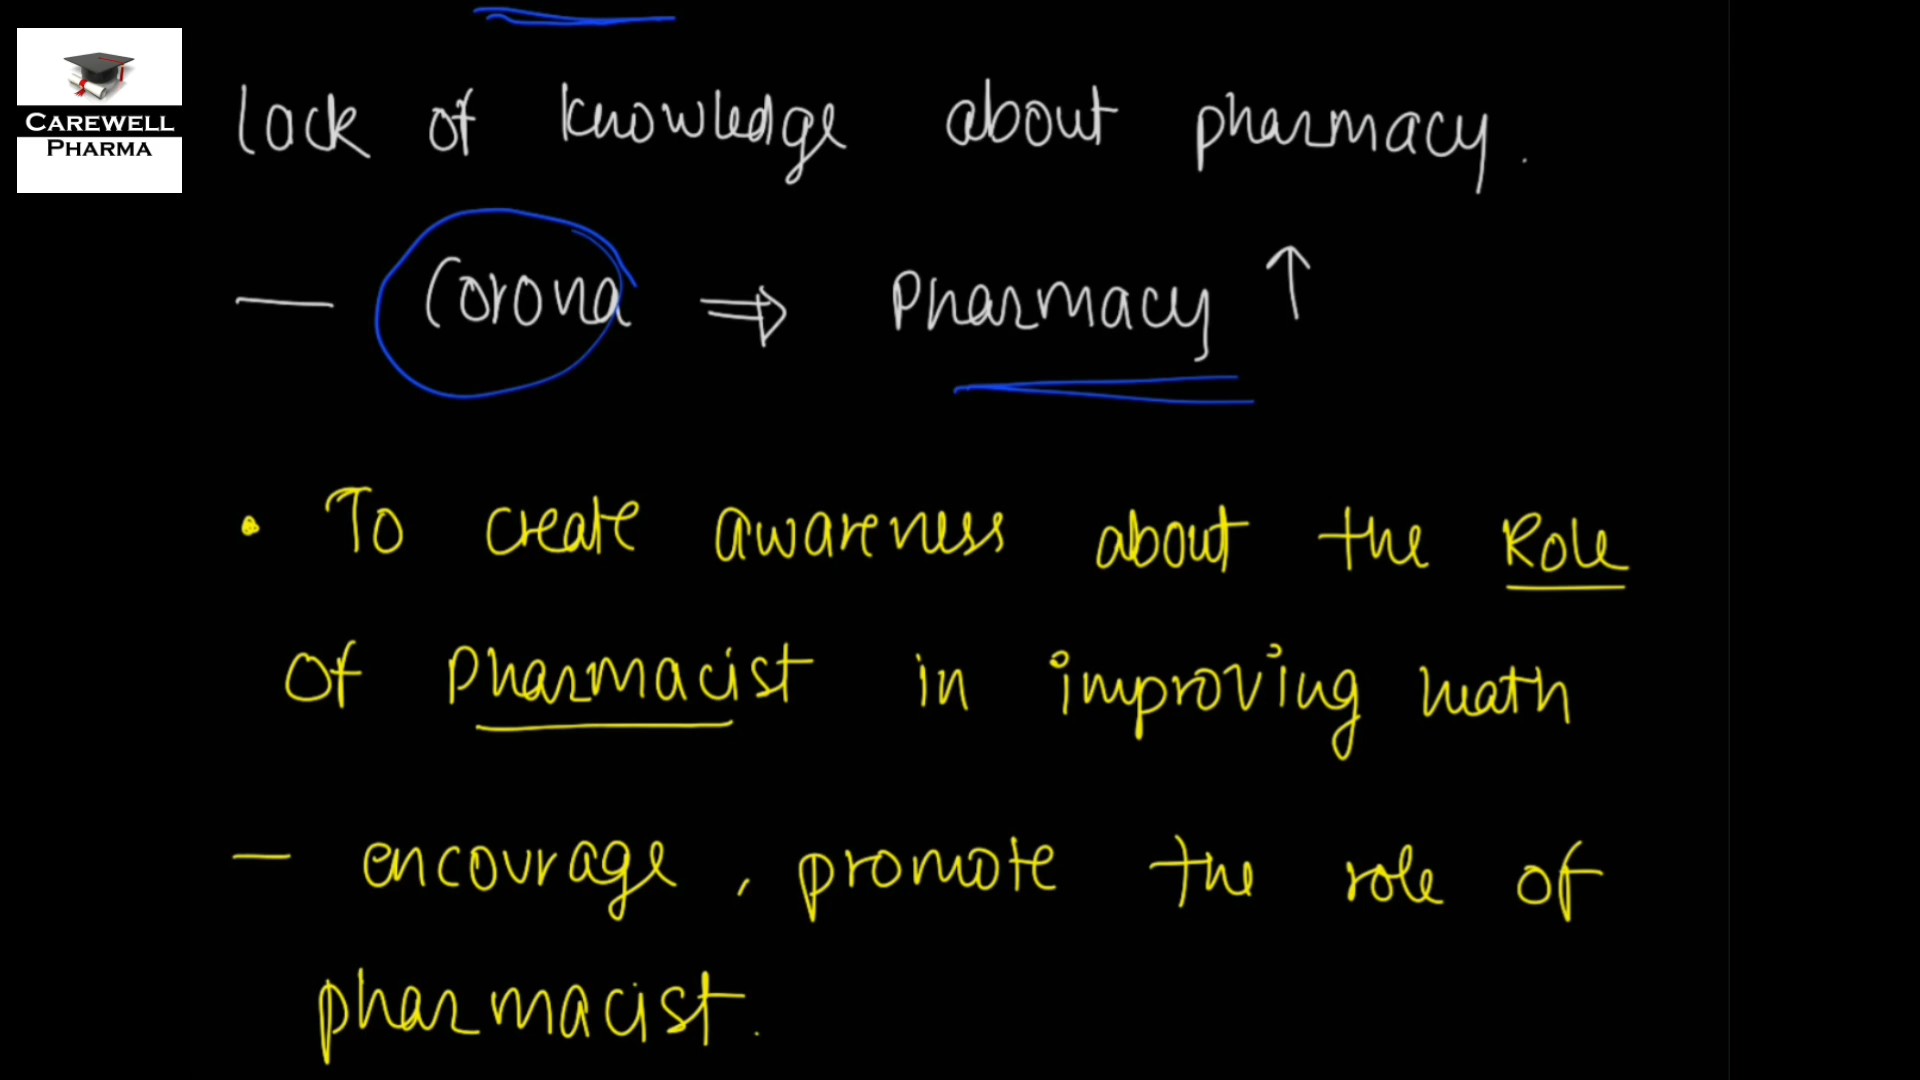 CAREWELL
PHARMA
lack of knowledge about pharmacy.
— Corona ⇒ Pharmacy ↑
• To create awareness about the Role
Of Pharmacist in improving heath
— encourage, promote the role of
pharmacist.